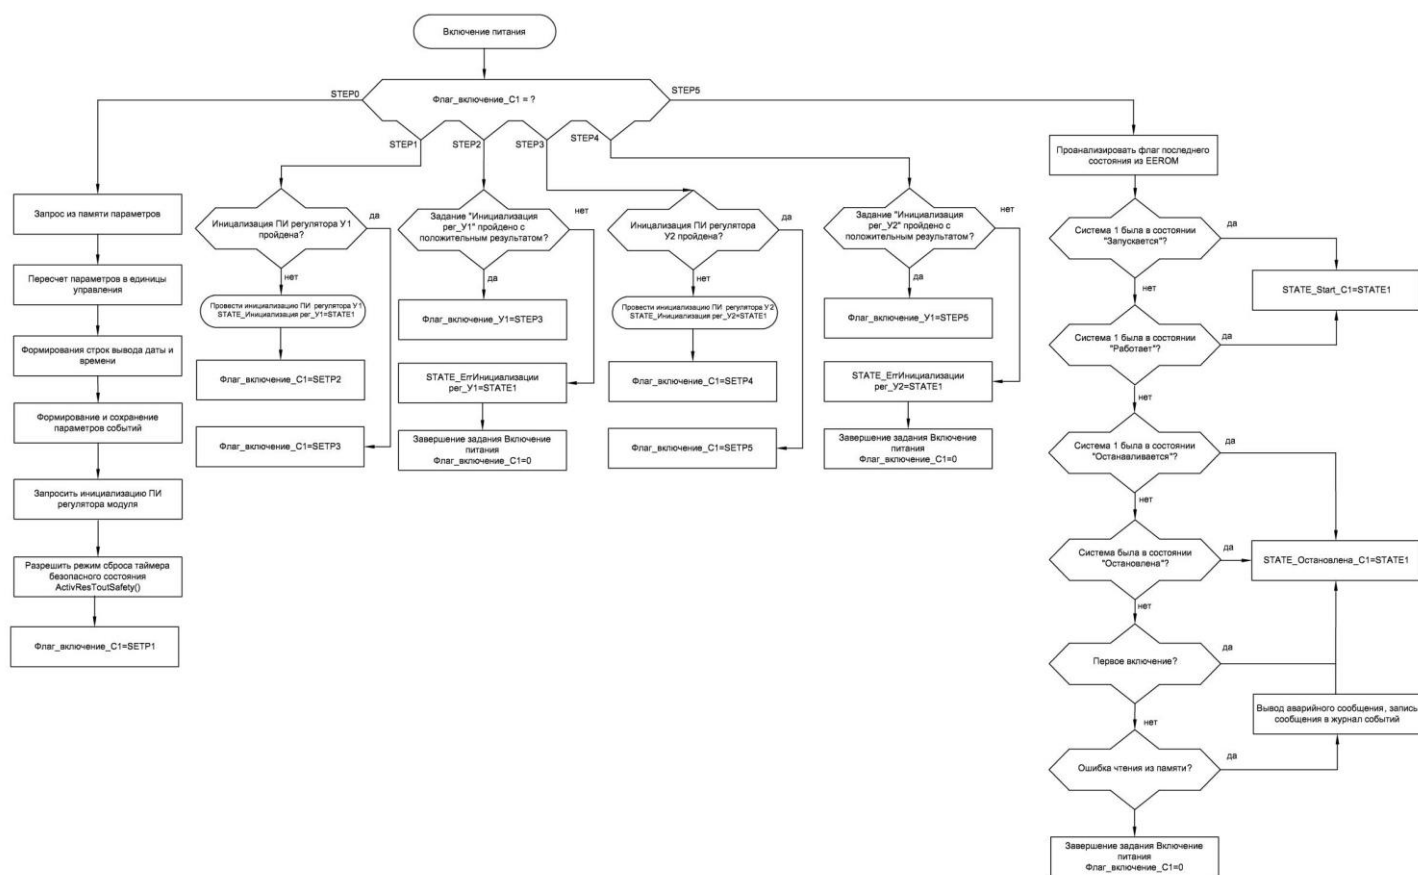 Включение питания
Флаг_включение_С1 = ?
STEP0
STEP1
STEP2
STEP3
STEP4
STEP5
Запрос из памяти параметров
Пересчет параметров в единицы
управления
Формирования строк вывода даты и
времени
Формирование и сохранение
параметров событий
Запросить инициализацию ПИ
регулятора модуля
Разрешить режим сброса таймера
безопасного состояния
ActivResToutSafety()
Флаг_включение_С1=SETP1
Иницализация ПИ регулятора У1
пройдена?
да
нет
Провести инициализацию ПИ регулятора У1
STATE_Инициализация рег_У1=STATE1
Флаг_включение_С1=SETP2
Флаг_включение_С1=SETP3
Задание "Инициализация
рег_У1" пройдено с
положительным результатом?
нет
да
Флаг_включение_У1=STEP3
STATE_ErrИнициализации
рег_У1=STATE1
Завершение задания Включение
питания
Флаг_включение_С1=0
Иницализация ПИ регулятора
У2 пройдена?
да
нет
Провести инициализацию ПИ регулятора У2
STATE_Инициализация рег_У2=STATE1
Флаг_включение_С1=SETP4
Флаг_включение_С1=SETP5
Задание "Инициализация
рег_У2" пройдено с
положительным результатом?
нет
да
Флаг_включение_У1=STEP5
STATE_ErrИнициализации
рег_У2=STATE1
Завершение задания Включение
питания
Флаг_включение_С1=0
Проанализировать флаг последнего
состояния из EEROM
Система 1 была в состоянии
"Запускается"?
да
нет
STATE_Start_C1=STATE1
Система 1 была в состоянии
"Работает"?
да
нет
Система 1 была в состоянии
"Останавливается"?
да
нет
Система была в состоянии
"Остановлена"?
да
нет
STATE_Остановлена_С1=STATE1
Первое включение?
да
нет
Вывод аварийного сообщения, запись
сообщения в журнал событий
Ошибка чтения из памяти?
да
Завершение задания Включение
питания
Флаг_включение_С1=0